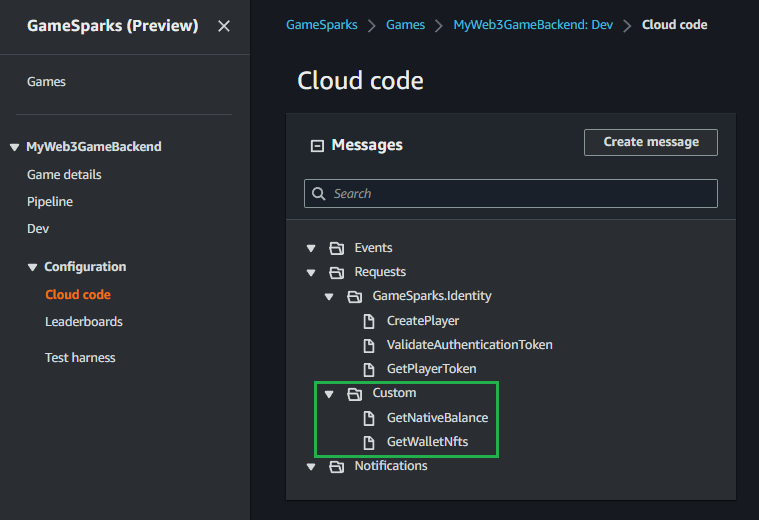 GameSparks (Preview)
Games
MyWeb3GameBackend
Game details
Pipeline
Dev
Configuration
Cloud code
Leaderboards
Test harness
GameSparks > Games > MyWeb3GameBackend: Dev > Cloud code
Cloud code
Messages
Create message
Search
Events
Requests
GameSparks.Identity
CreatePlayer
ValidateAuthenticationToken
GetPlayerToken
Custom
GetNativeBalance
GetWalletNfts
Notifications